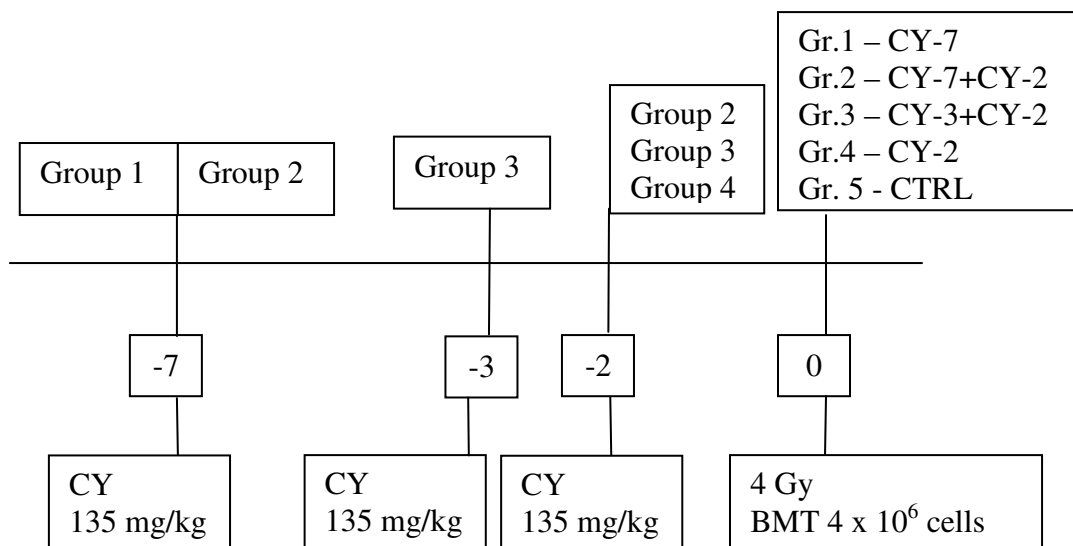 Gr.1 – CY-7
Gr.2 – CY-7+CY-2
Gr.3 – CY-3+CY-2
Gr.4 – CY-2
Gr. 5 - CTRL
Group 2
Group 3
Group 4
Group 1
Group 2
Group 3
-7
-3
-2
0
CY
135 mg/kg
CY
135 mg/kg
CY
135 mg/kg
4 Gy
BMT 4 x 10⁶ cells